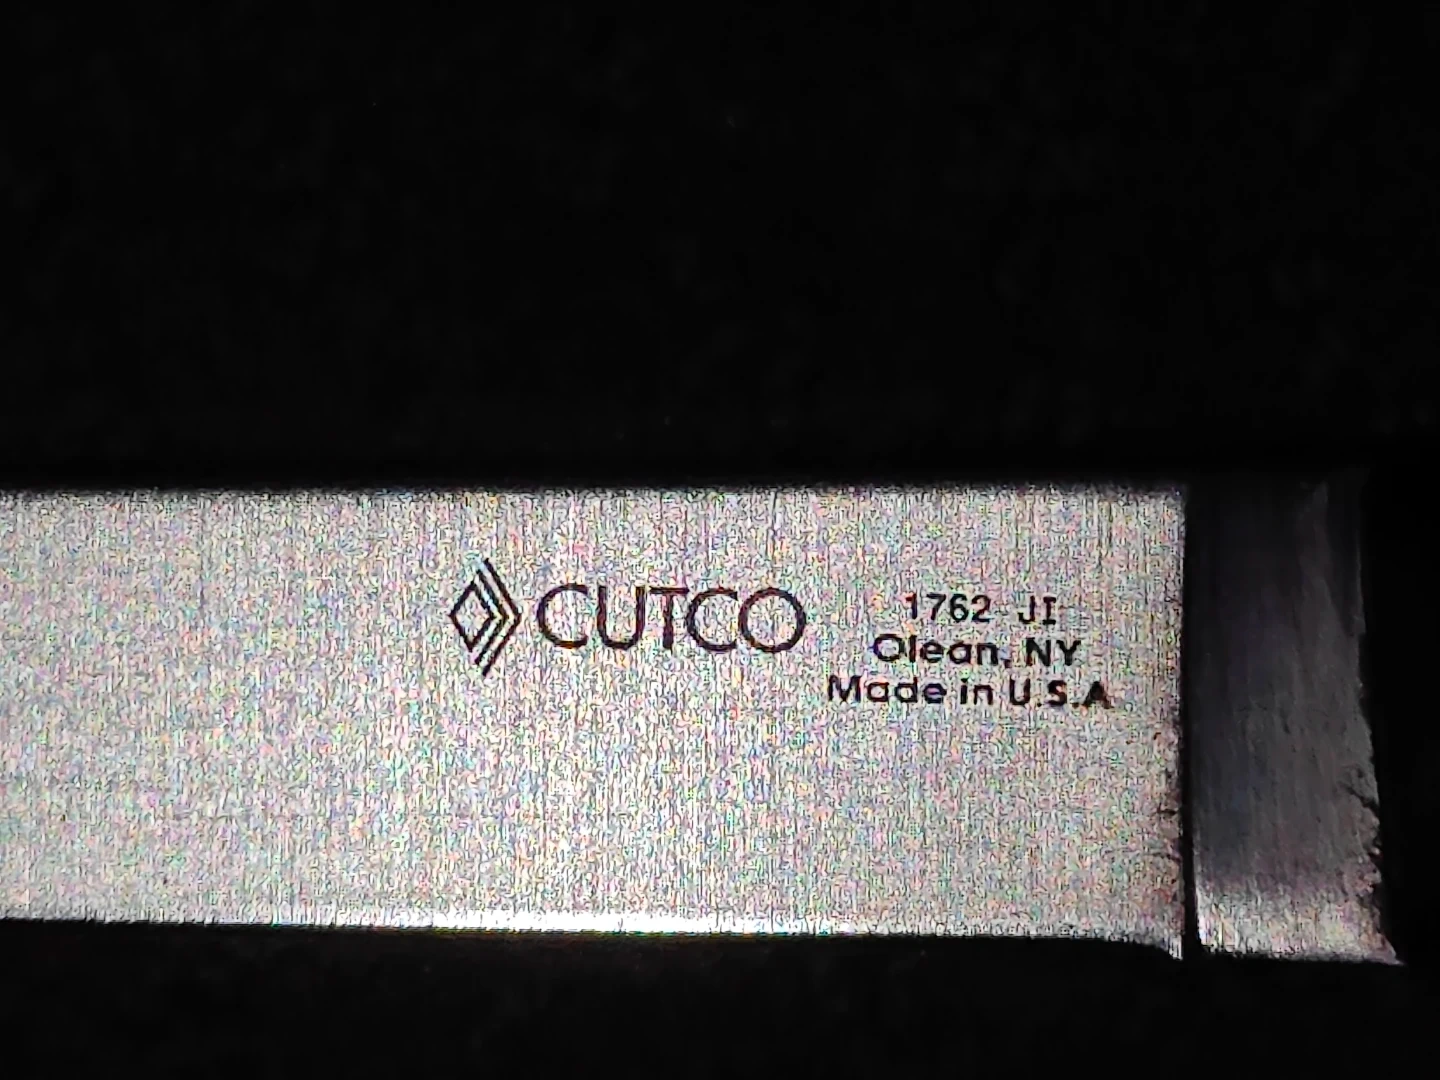 CUTCO
1762 JI
Olean, NY
Made in U.S.A